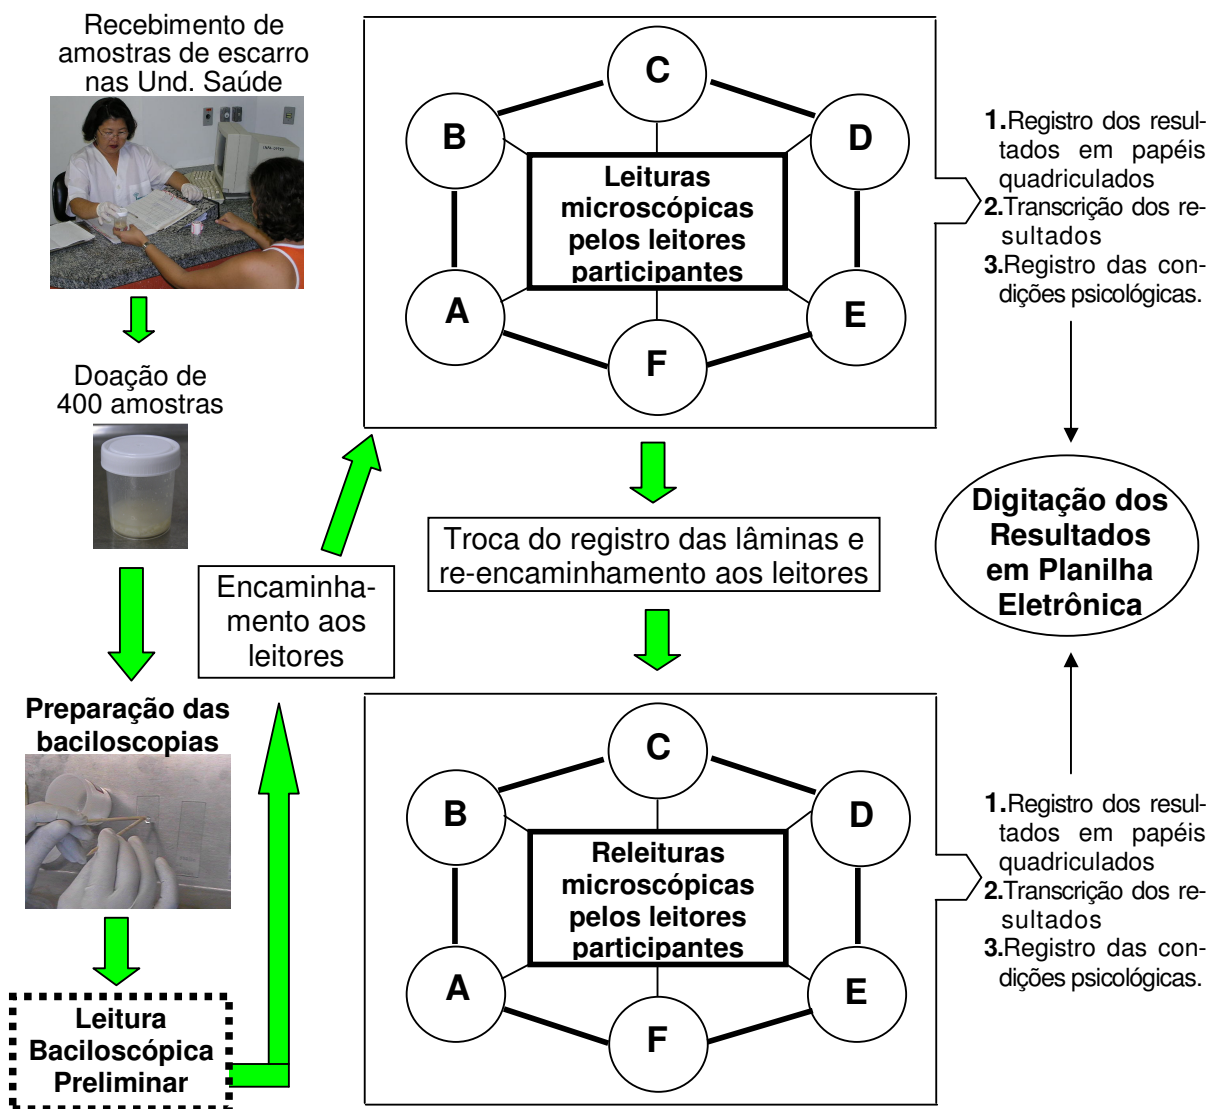 Recebimento de
amostras de escarro
nas Und. Saúde
Doação de
400 amostras
Preparação das
baciloscopias
Leitura
Baciloscópica
Preliminar
Encaminha-
mento aos
leitores
C
B
D
Leituras
microscópicas
pelos leitores
participantes
A
E
F
1.Registro dos resul-
tados em papéis
quadriculados
2.Transcrição dos re-
sultados
3.Registro das con-
dições psicológicas.
Troca do registro das lâminas e
re-encaminhamento aos leitores
Digitação dos
Resultados
em Planilha
Eletrônica
C
B
D
Releituras
microscópicas
pelos leitores
participantes
A
E
F
1.Registro dos resul-
tados em papéis
quadriculados
2.Transcrição dos re-
sultados
3.Registro das con-
dições psicológicas.